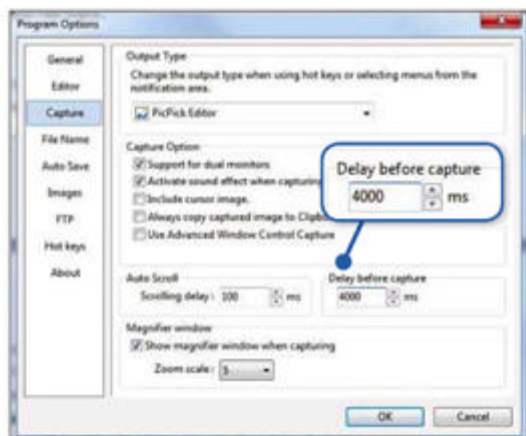 Program Options
General
Editor
Capture
File Name
Auto Save
Images
FTP
Hot keys
About
Output Type
Change the output type when using hot keys or selecting menus from the
notification area.
PicPick Editor
Capture Option
Support for dual monitors
Activate sound effect when capturing
Include cursor image.
Always copy captured image to Clipb
Use Advanced Window Control Capture
Delay before capture
4000 ms
Auto Scroll
Scrolling delay : 100 ms
Delay before capture
4000 ms
Magnifier window
Show magnifier window when capturing
Zoom scale : 5
OK Cancel